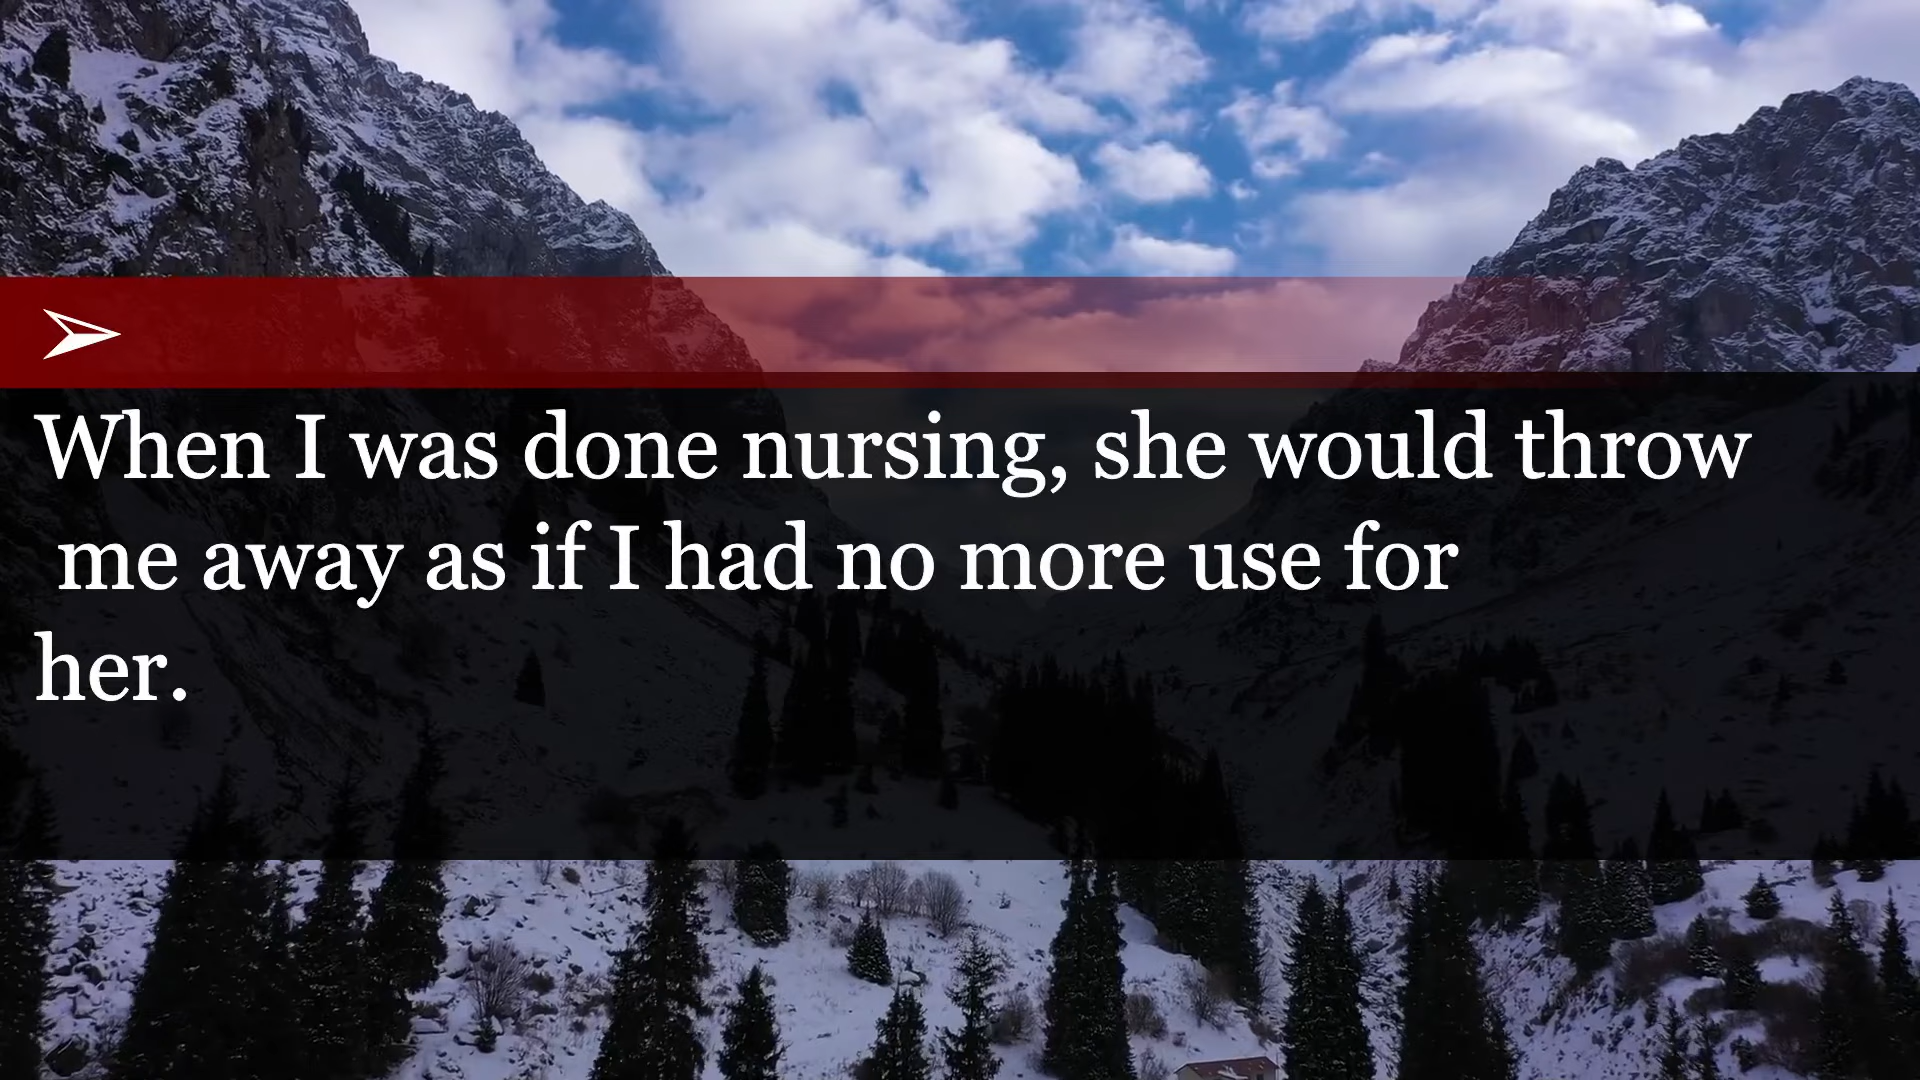 When I was done nursing, she would throw
me away as if I had no more use for
her.